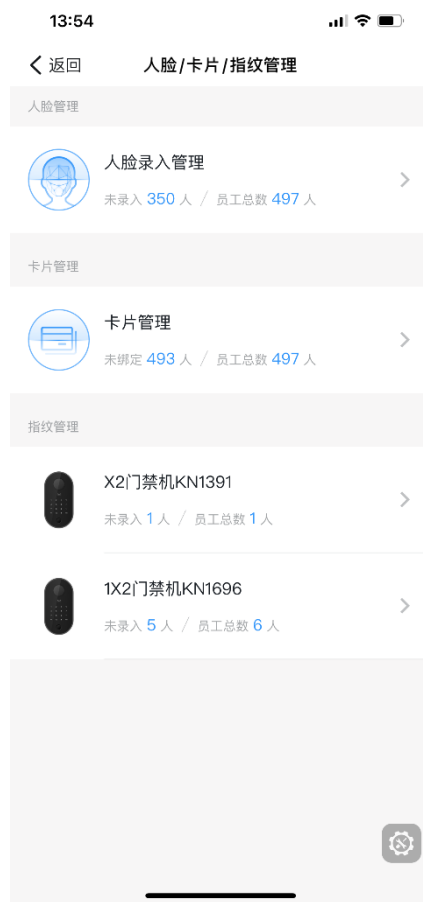 13:54
返回
人脸/卡片/指纹管理
人脸管理
人脸录入管理
未录入 350 人 / 员工总数 497 人
卡片管理
卡片管理
未绑定 493 人 / 员工总数 497 人
指纹管理
X2门禁机KN1391
未录入 1 人 / 员工总数 1 人
1X2门禁机KN1696
未录入 5 人 / 员工总数 6 人